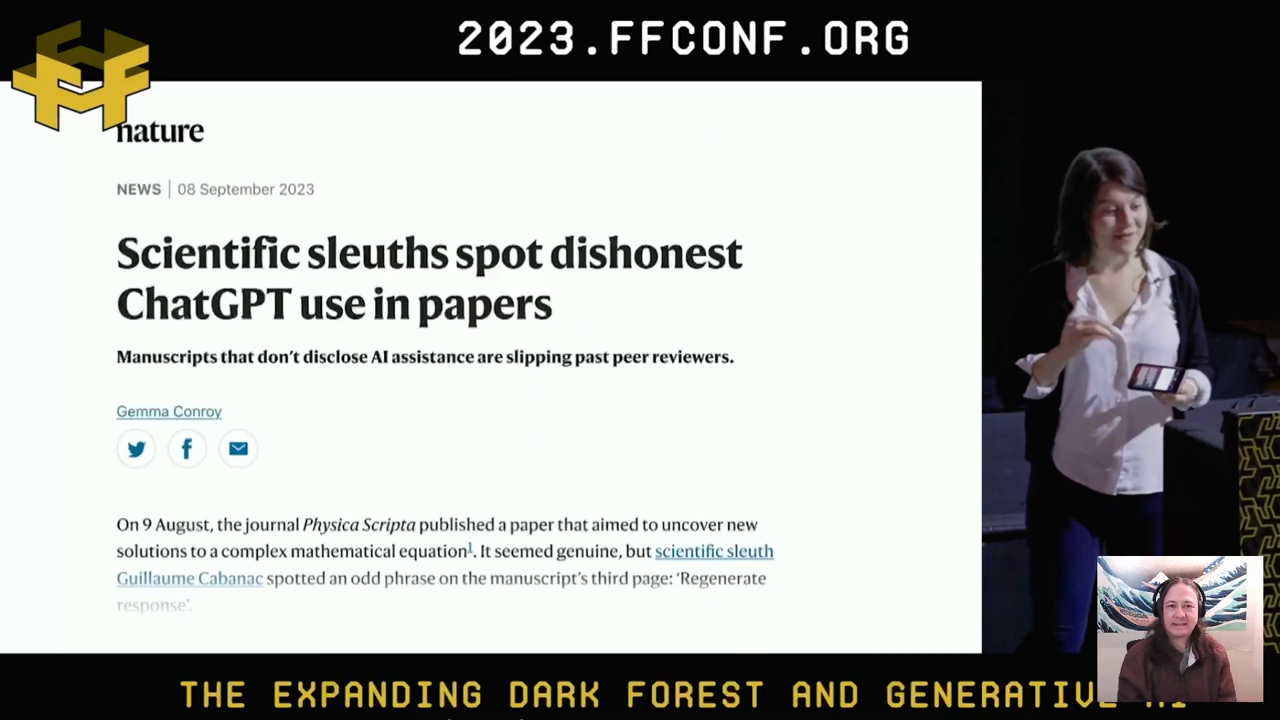 2023.FFCONF.ORG
nature
NEWS | 08 September 2023
Scientific sleuths spot dishonest
ChatGPT use in papers
Manuscripts that don't disclose AI assistance are slipping past peer reviewers.
Gemma Conroy
On 9 August, the journal Physica Scripta published a paper that aimed to uncover new
solutions to a complex mathematical equation1. It seemed genuine, but scientific sleuth
Guillaume Cabanac spotted an odd phrase on the manuscript's third page: 'Regenerate
response'.
THE EXPANDING DARK FOREST AND GENERATIVE AI